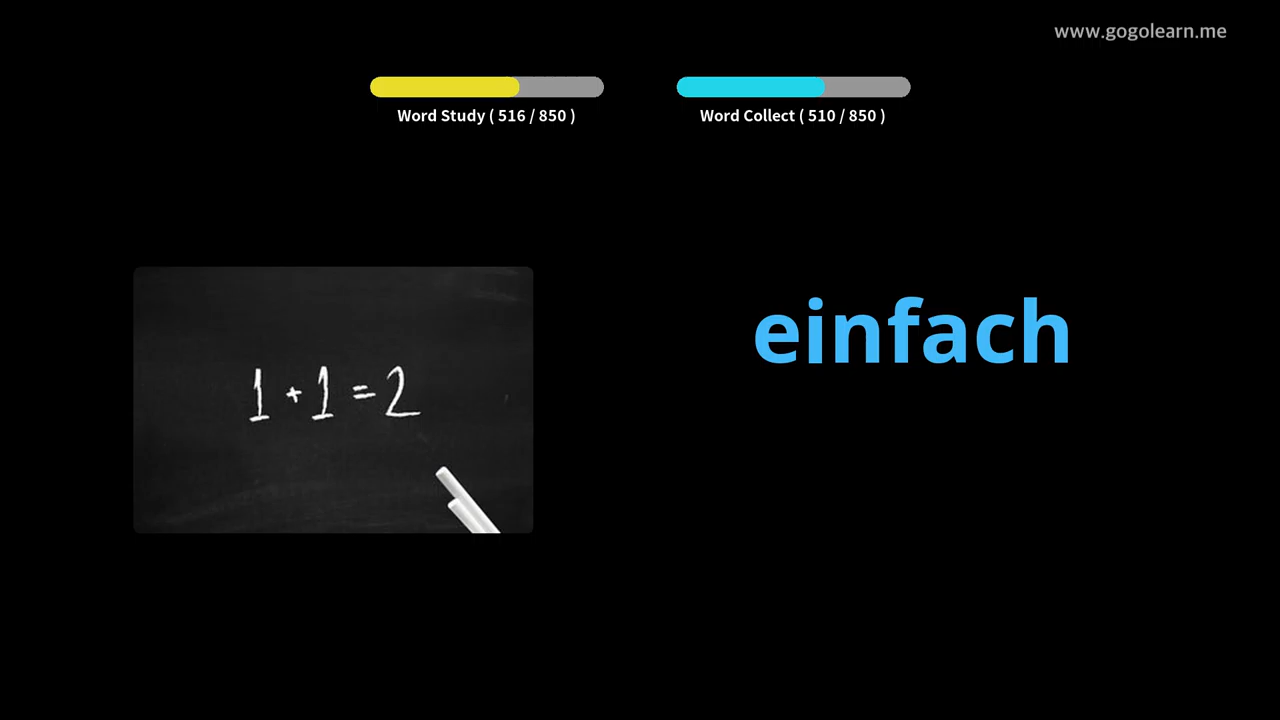 www.gogolearn.me
Word Study ( 516 / 850 )
Word Collect ( 510 / 850 )
einfach
1 + 1 = 2